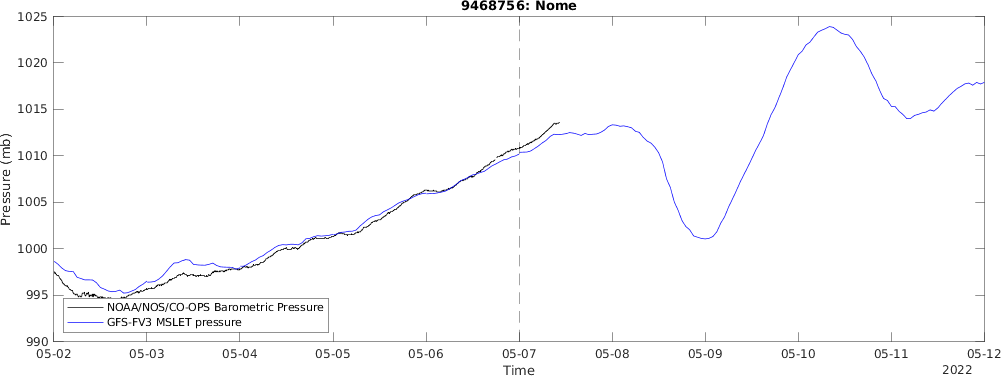 9468756: Nome
Pressure (mb)
1025
1020
1015
1010
1005
1000
995
990
NOAA/NOS/CO-OPS Barometric Pressure
GFS-FV3 MSLET pressure
05-02 05-03 05-04 05-05 05-06 05-07 05-08 05-09 05-10 05-11 05-12
Time
2022